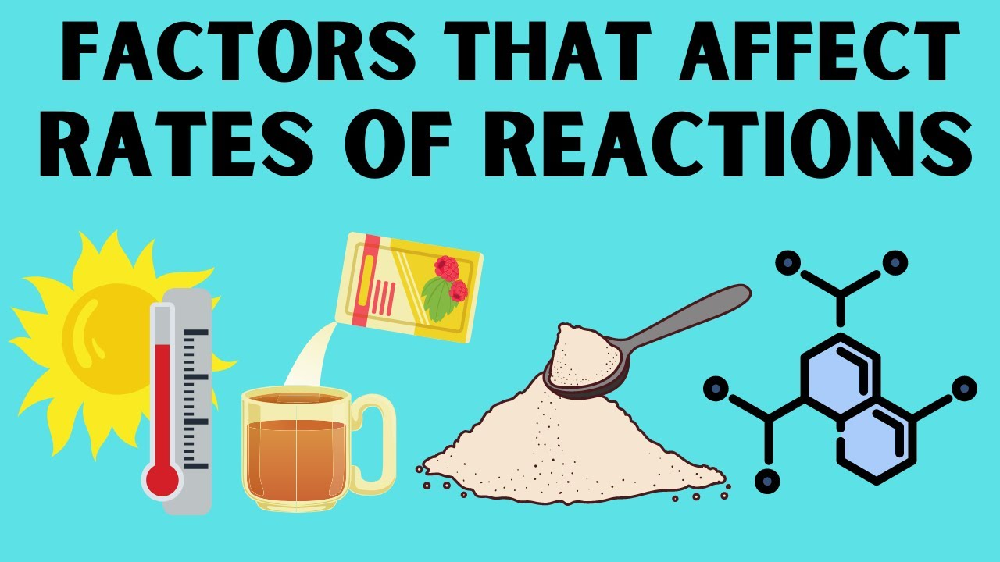 FACTORS THAT AFFECT
RATES OF REACTIONS